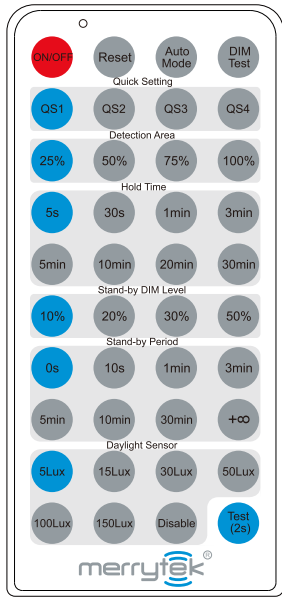 ON/OFF Reset Auto Mode DIM Test
Quick Setting
QS1 QS2 QS3 QS4
Detection Area
25% 50% 75% 100%
Hold Time
5s 30s 1min 3min
5min 10min 20min 30min
Stand-by DIM Level
10% 20% 30% 50%
Stand-by Period
0s 10s 1min 3min
5min 10min 30min +∞
Daylight Sensor
5Lux 15Lux 30Lux 50Lux
100Lux 150Lux Disable Test (2s)
merrytek®